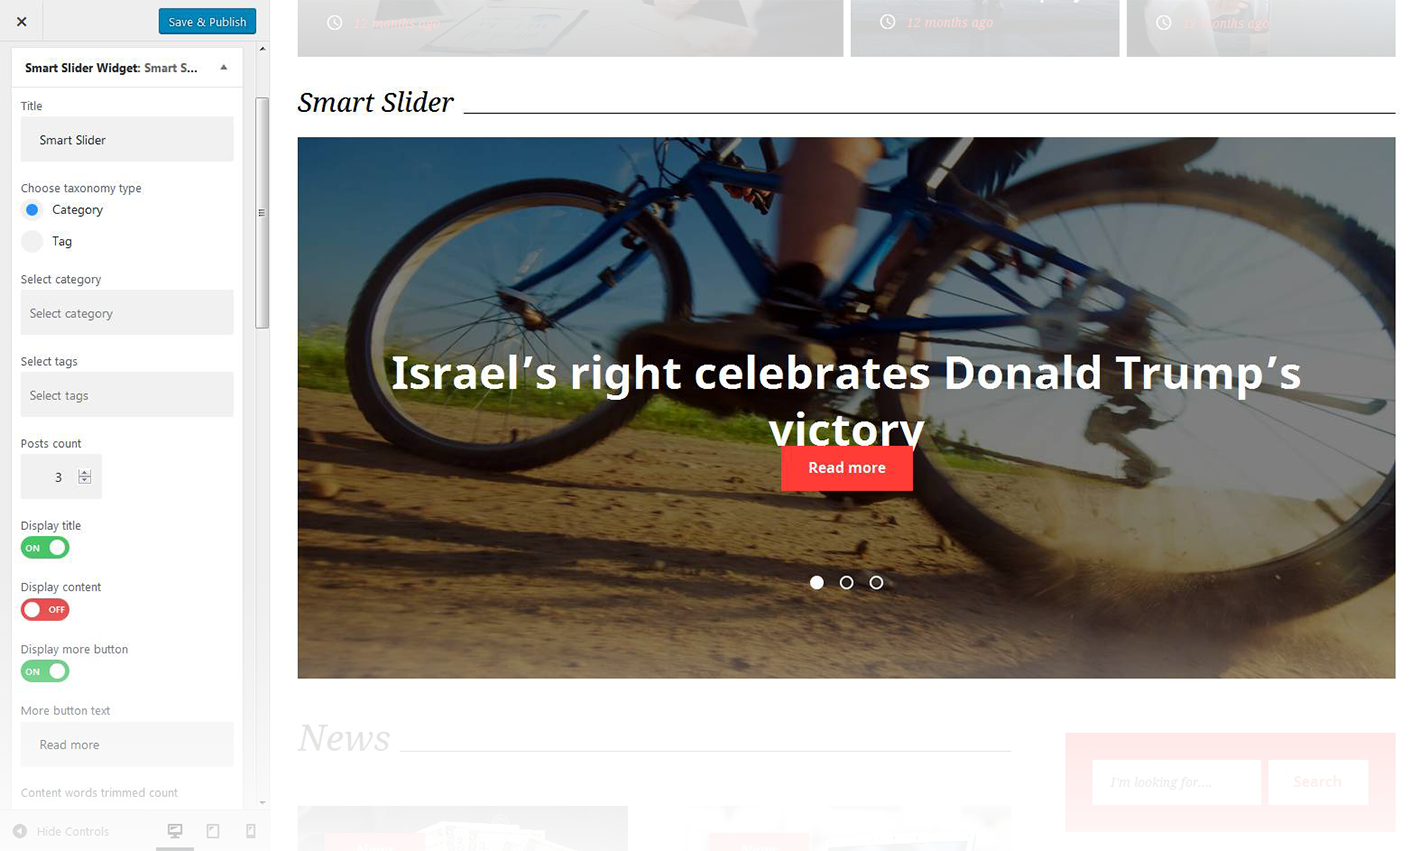 Save & Publish
Smart Slider Widget: Smart S...
Title
Smart Slider
Choose taxonomy type
Category
Tag
Select category
Select category
Select tags
Select tags
Posts count
3
Display title
ON
Display content
OFF
Display more button
ON
More button text
Read more
Content words trimmed count
Hide Controls
12 months ago
12 months ago
12 months ago
Smart Slider
Israel’s right celebrates Donald Trump’s
victory
Read more
News
I'm looking for....
Search